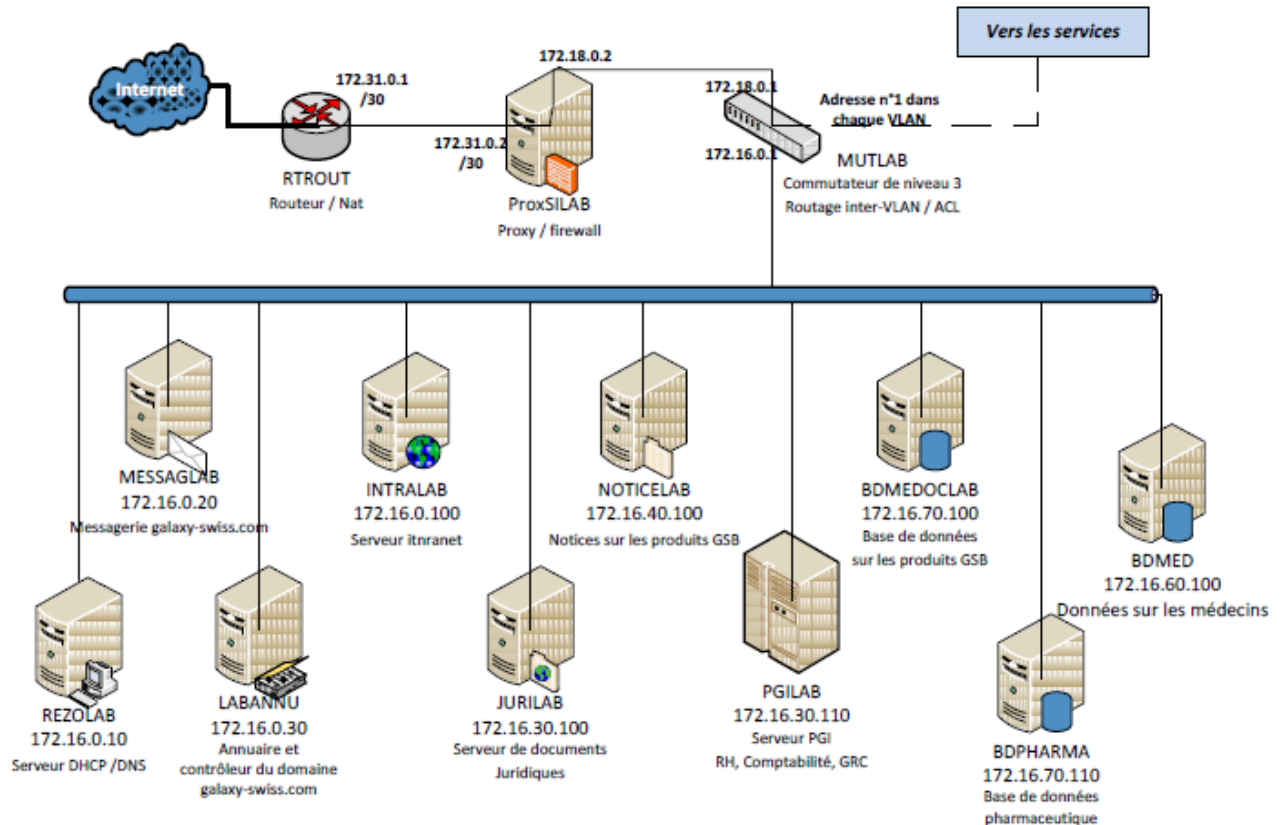 Vers les services
Internet
172.31.0.1
/30
172.18.0.2
172.18.0.1
Adresse n°1 dans
chaque VLAN
172.31.0.2
/30
172.16.0.1
RTROUT
Routeur / Nat
ProxSILAB
Proxy / firewall
MUTLAB
Commutateur de niveau 3
Routage inter-VLAN / ACL
MESSAGLAB
172.16.0.20
Messagerie galaxy-swiss.com
INTRALAB
172.16.0.100
Serveur itnranet
NOTICELAB
172.16.40.100
Notices sur les produits GSB
BDMEDOCLAB
172.16.70.100
Base de données
sur les produits GSB
BDMED
172.16.60.100
Données sur les médecins
REZOLAB
172.16.0.10
Serveur DHCP /DNS
LABANNU
172.16.0.30
Annuaire et
contrôleur du domaine
galaxy-swiss.com
JURILAB
172.16.30.100
Serveur de documents
Juridiques
PGILAB
172.16.30.110
Serveur PGI
RH, Comptabilité, GRC
BDPHARMA
172.16.70.110
Base de données
pharmaceutique